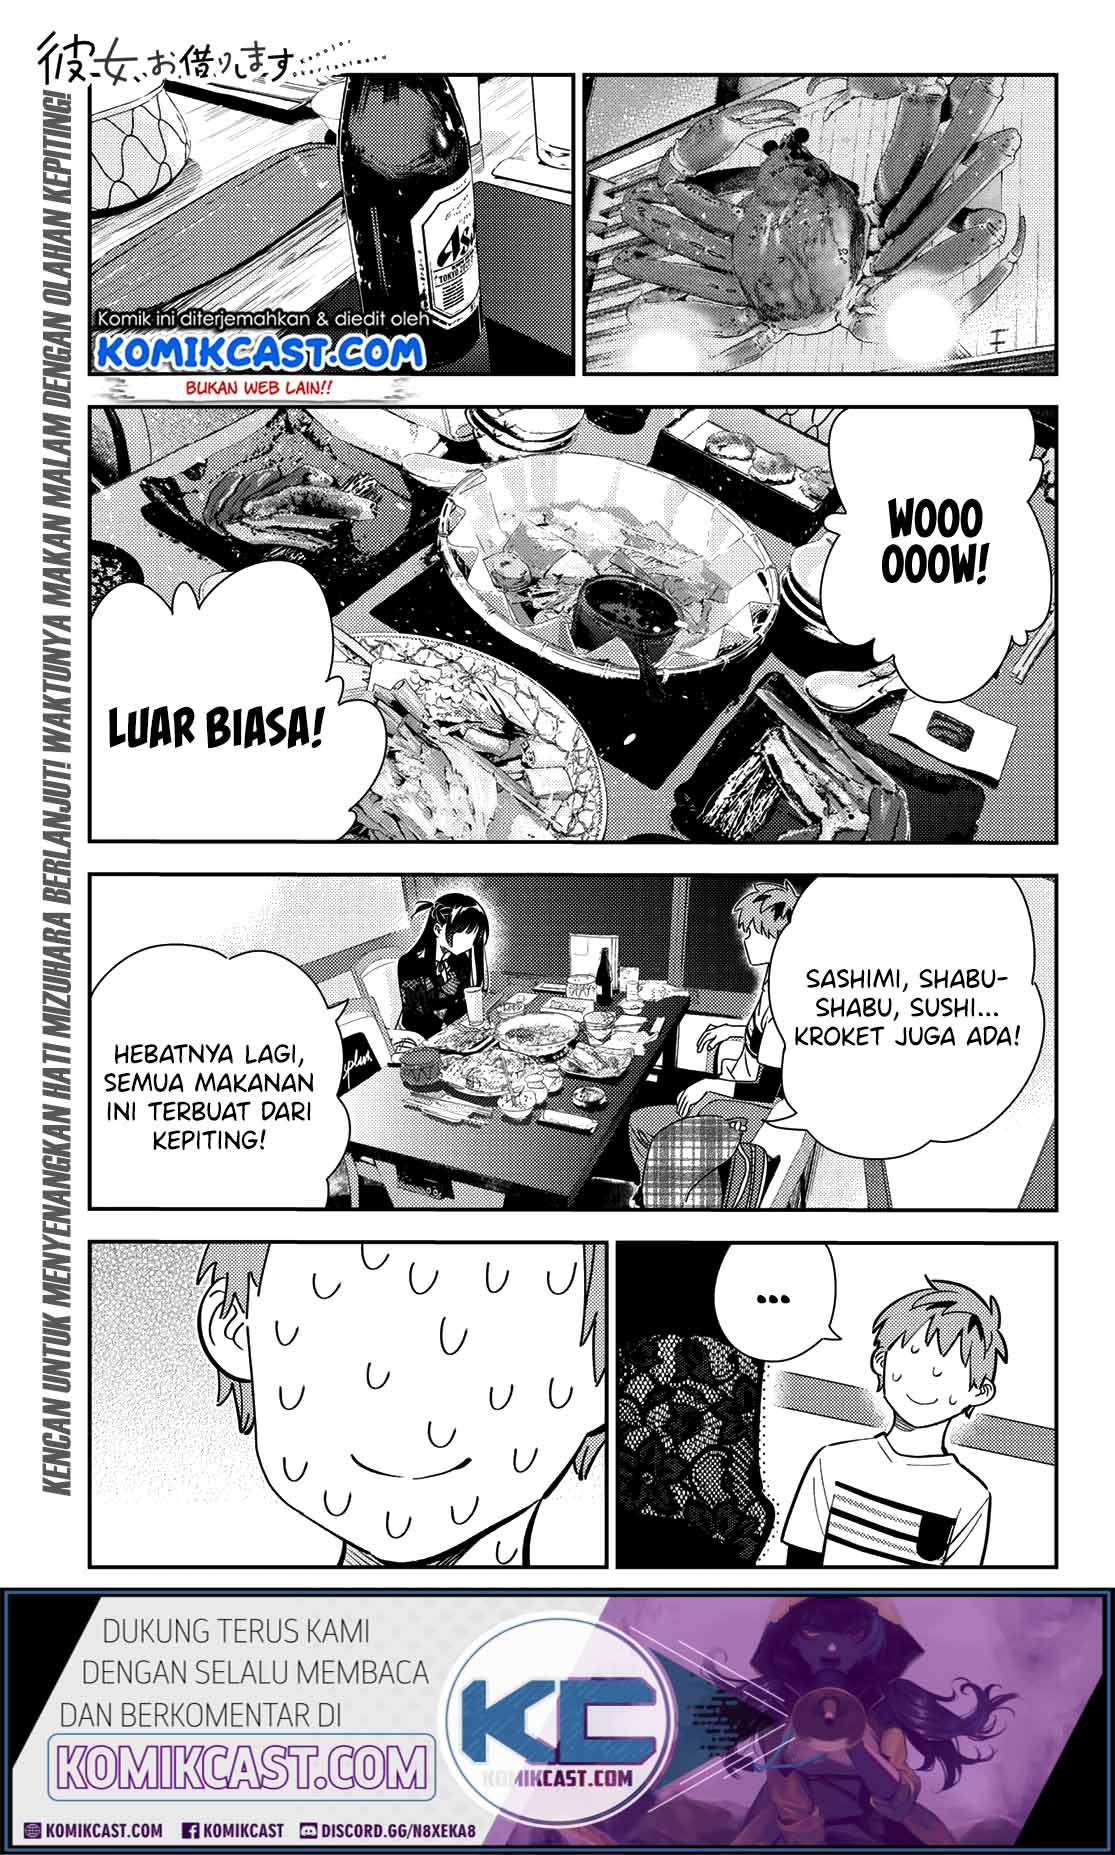 彼女、お借りします
KENCAN UNTUK MENYENANGKAN HATI MIZUHARA BERLANJUT! WAKTUNYA MAKAN MALAM DENGAN OLAHAN KEPITING!
Komik ini diterjemahkan & diedit oleh
KOMIKCAST.COM
BUKAN WEB LAIN!!
WOOO
OOOW!
LUAR BIASA!
SASHIMI, SHABU-
SHABU, SUSHI...
KROKET JUGA ADA!
HEBATNYA LAGI,
SEMUA MAKANAN
INI TERBUAT DARI
KEPITING!
...
DUKUNG TERUS KAMI
DENGAN SELALU MEMBACA
DAN BERKOMENTAR DI
KOMIKCAST.COM
KC
KOMIKCAST.COM
KOMIKCAST.COM
KOMIKCAST
DISCORD.GG/N8XEKA8